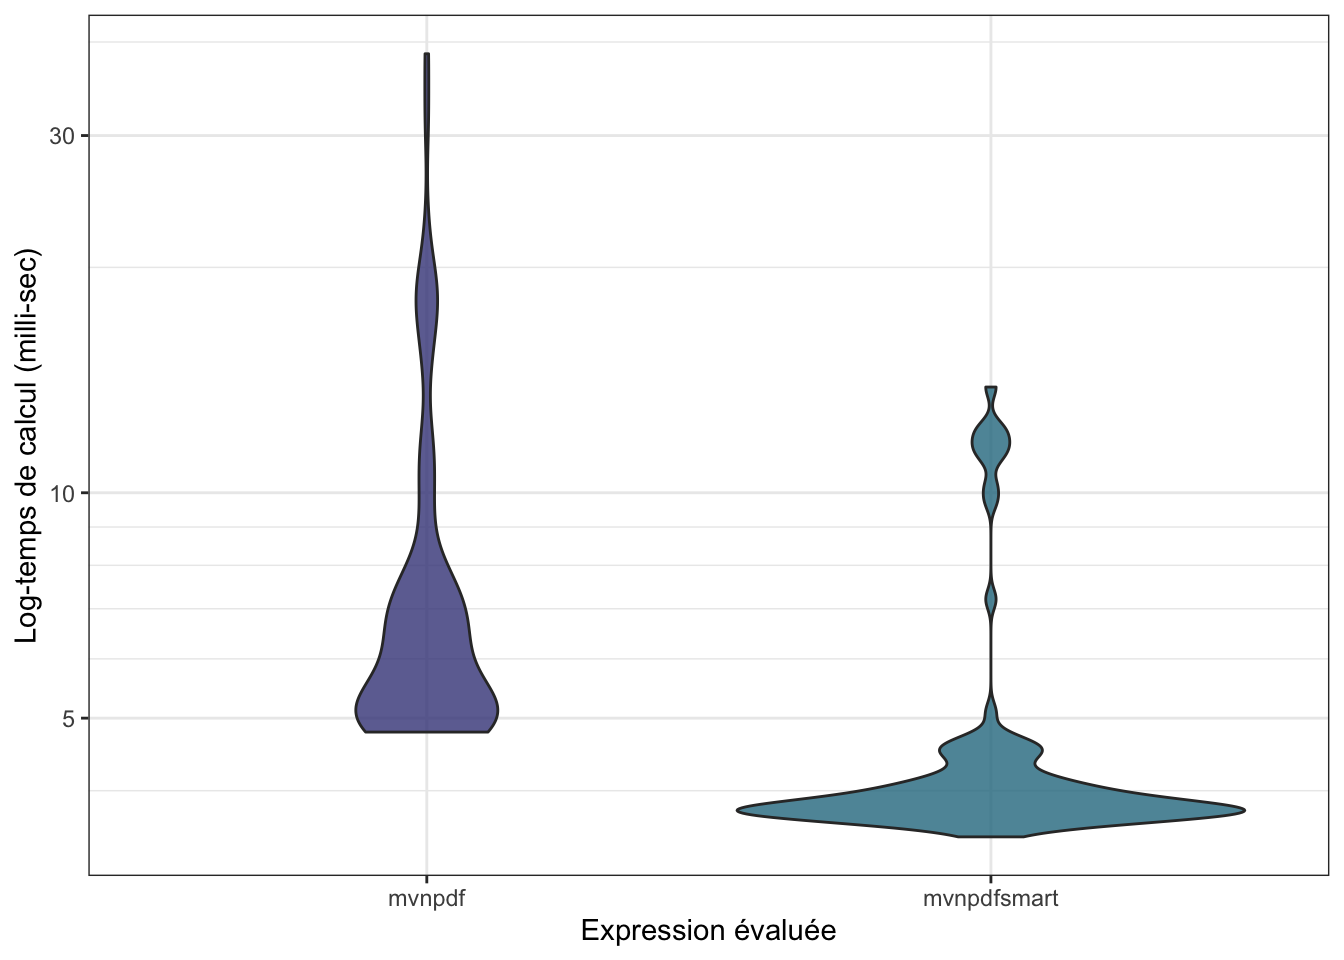 Log-temps de calcul (milli-sec)
30
10
5
mvnpdf
mvnpdfsmart
Expression évaluée